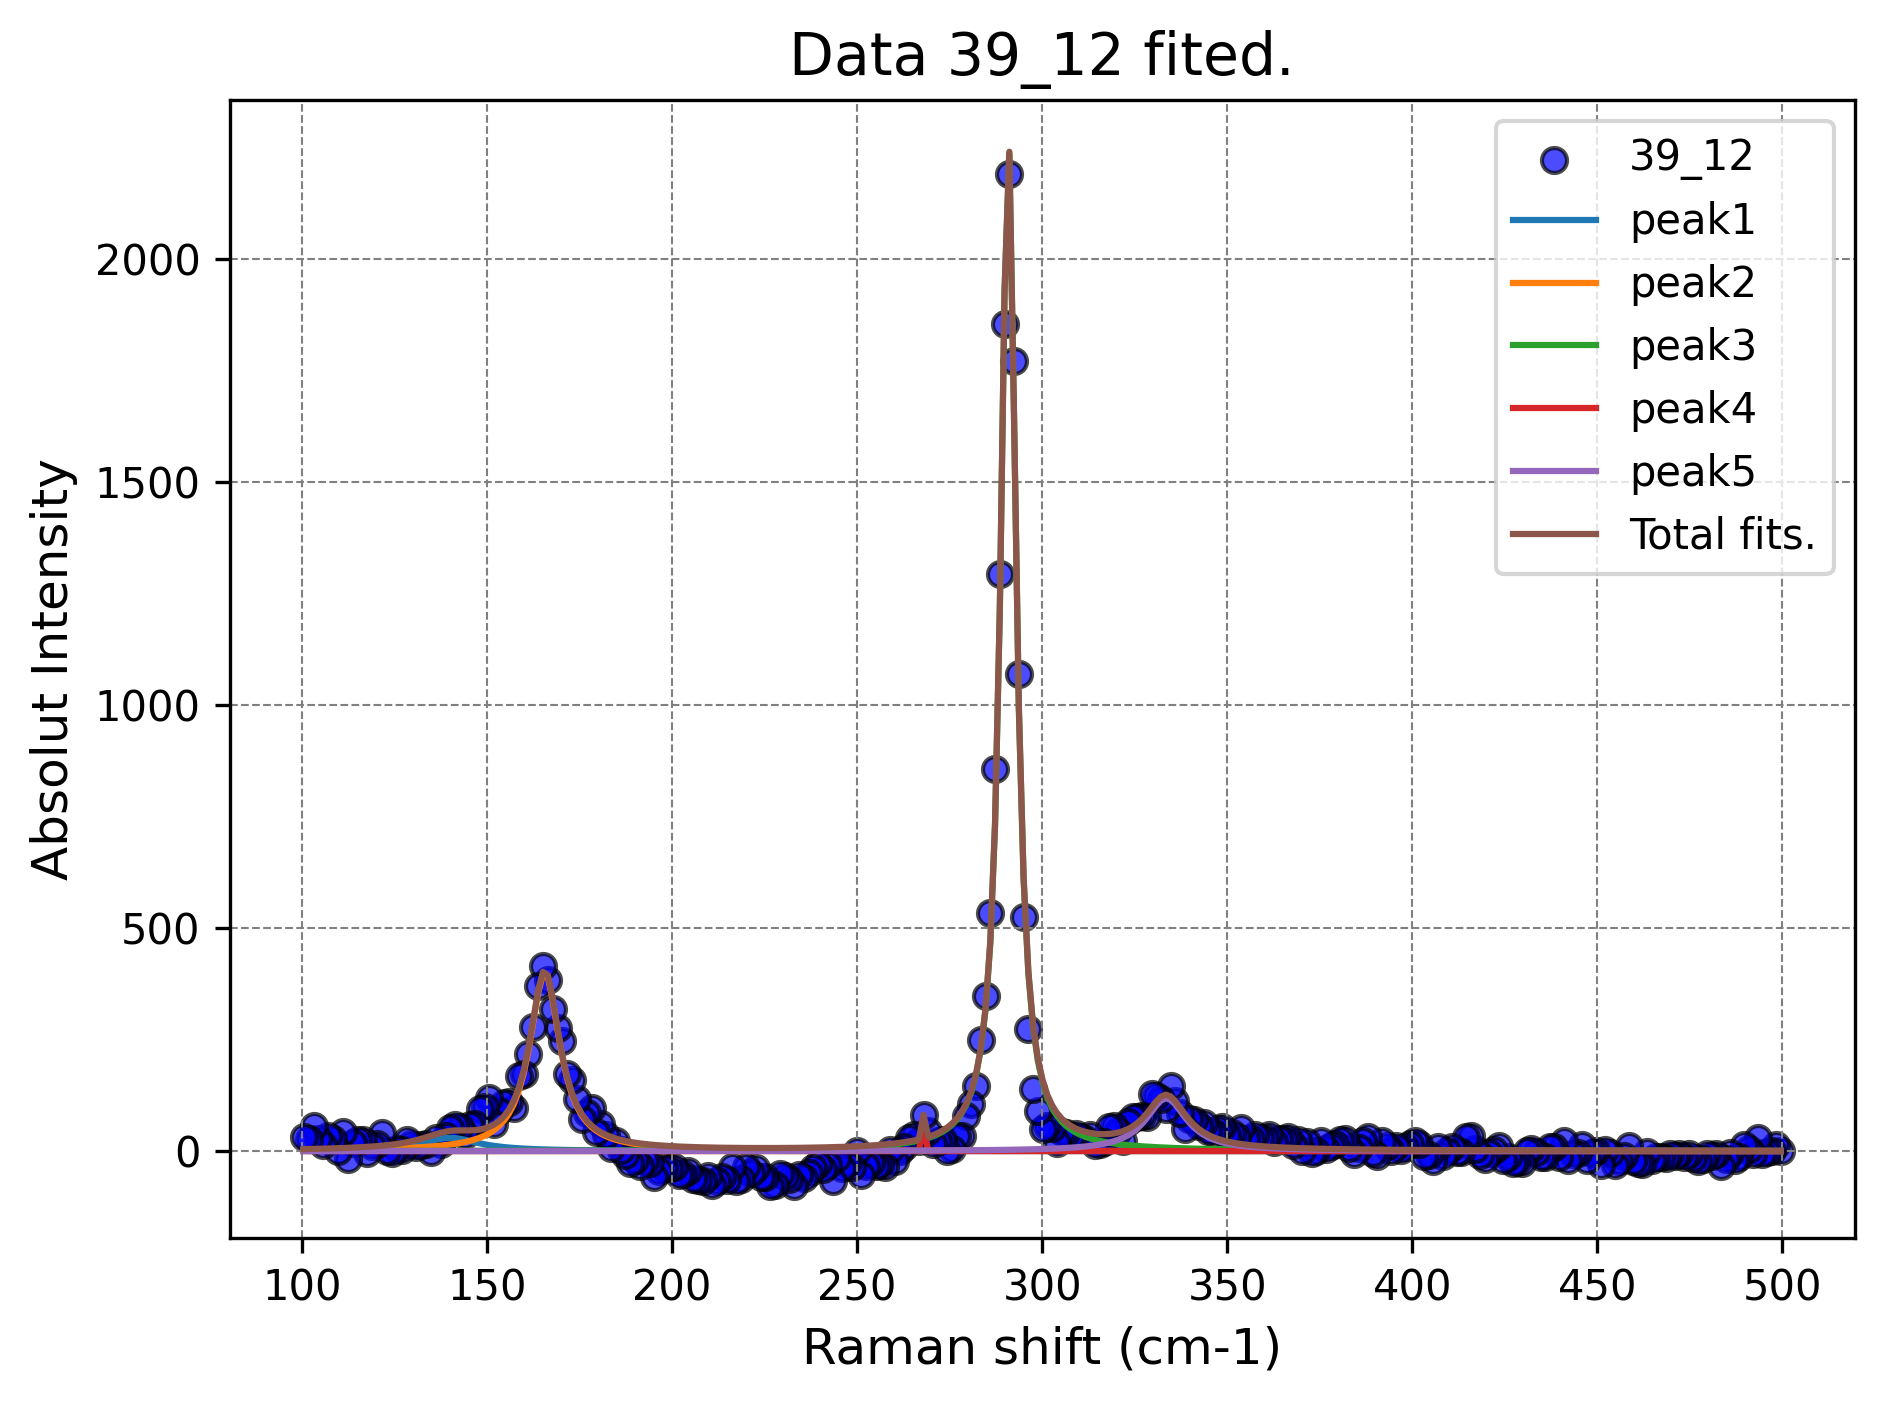 Data 39_12 fited.
39_12
peak1
peak2
peak3
peak4
peak5
Total fits.
Absolut Intensity
2000
1500
1000
500
0
100
150
200
250
300
350
400
450
500
Raman shift (cm-1)